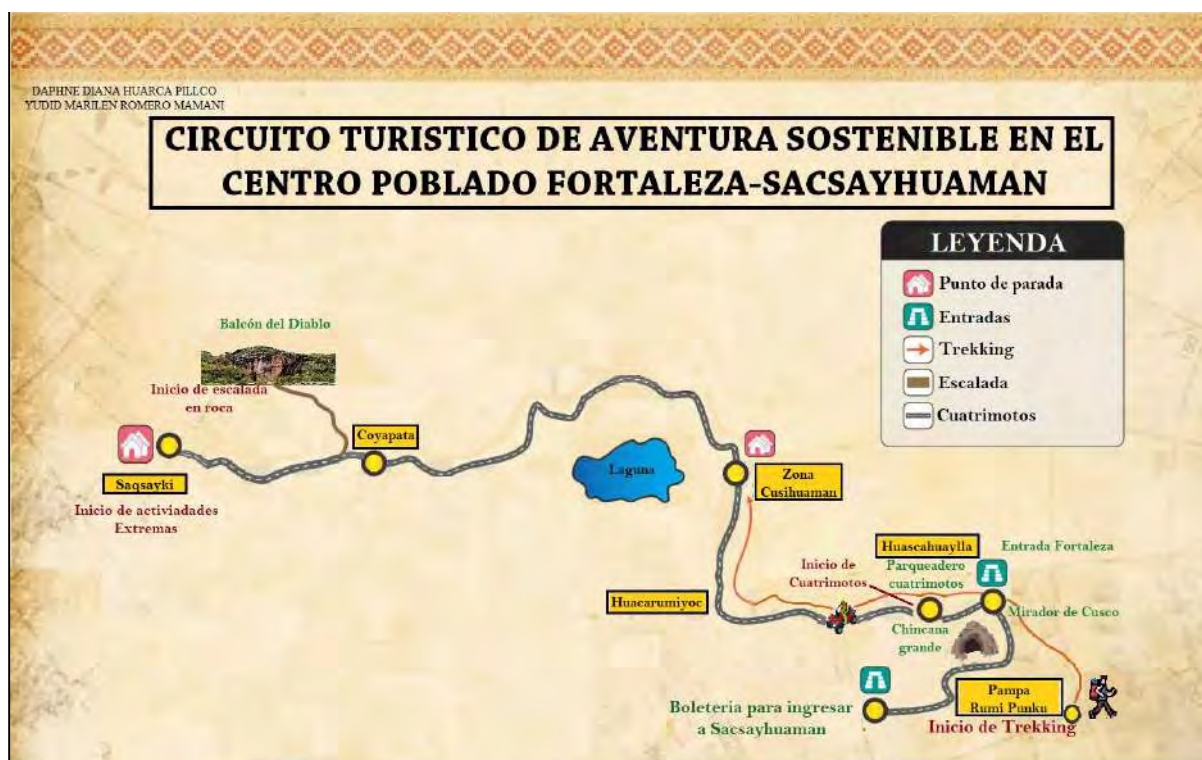 DAPHNE DIANA HUARCA PILLCO
YUDID MARILEN ROMERO MAMANI
CIRCUITO TURISTICO DE AVENTURA SOSTENIBLE EN EL
CENTRO POBLADO FORTALEZA-SACSAYHUAMAN
LEYENDA
Punto de parada
Entradas
Trekking
Escalada
Cuatrimotos
Balcón del Diablo
Inicio de escalada
en roca
Coyapata
Saqsayki
Inicio de activiadades
Extremas
Laguna
Zona
Cusihuaman
Huascahuaylla
Parqueadero
cuatrimotos
Entrada Fortaleza
Inicio de
Cuatrimotos
Huacarumiyoc
Mirador de Cusco
Chincana
grande
Boleteria para ingresar
a Sacsayhuaman
Pampa
Rumi Punku
Inicio de Trekking